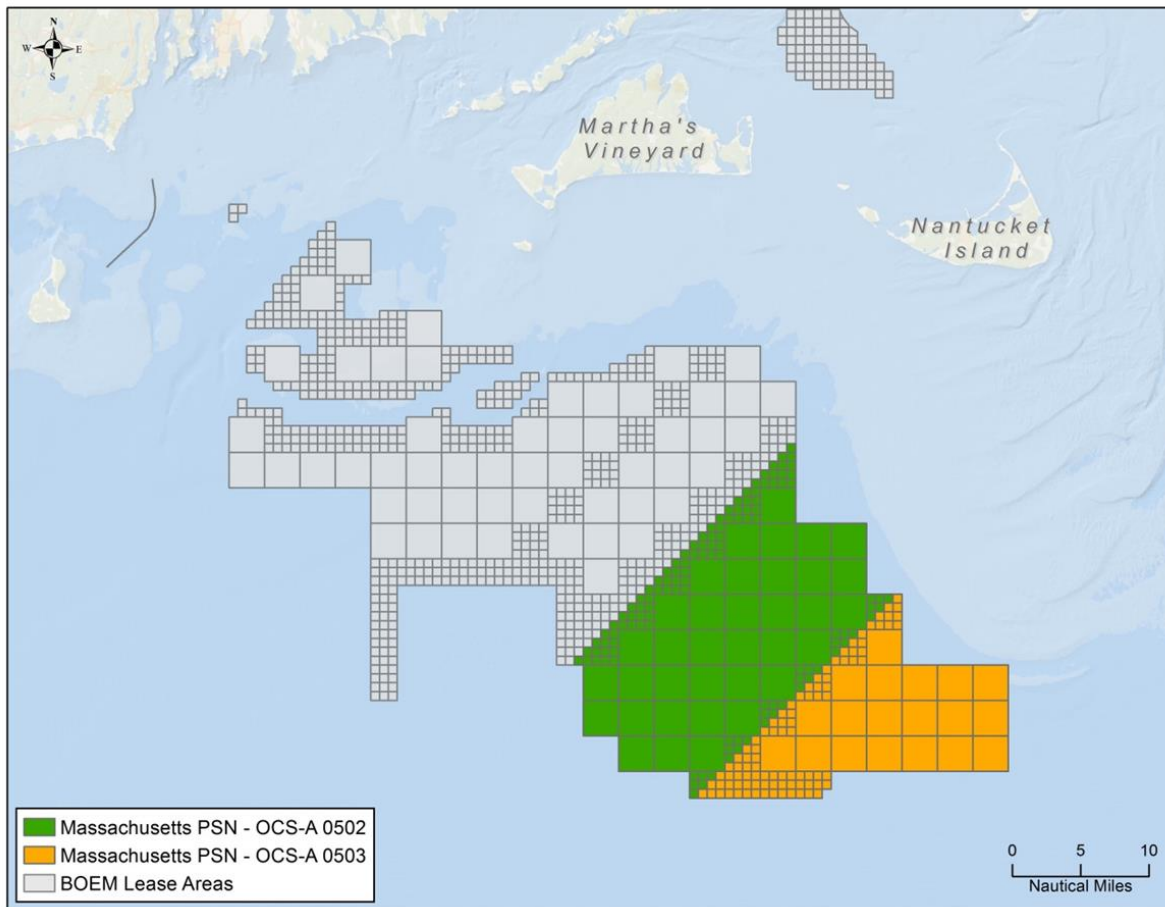 N
W E
S
Martha's
Vineyard
Nantucket
Island
Massachusetts PSN - OCS-A 0502
Massachusetts PSN - OCS-A 0503
BOEM Lease Areas
0 5 10
Nautical Miles